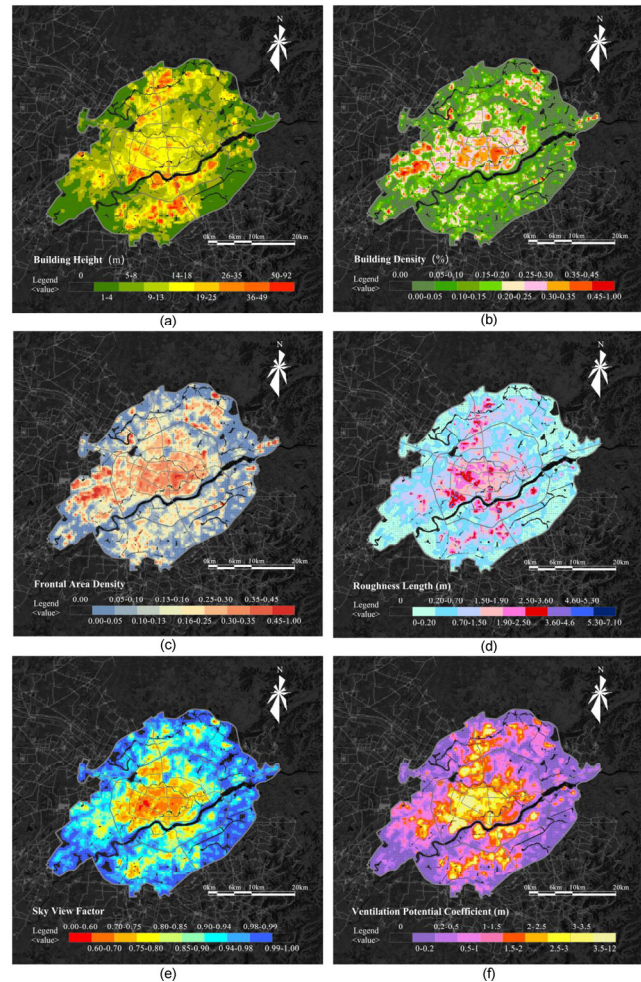 N
N
0km 6km 10km 20km
0km 6km 10km 20km
Building Height (m)
Building Density (%)
Legend
<value>
0 5-8 14-18 26-35 50-92
1-4 9-13 19-25 36-49
Legend
<value>
0.00 0.05-0.10 0.15-0.20 0.25-0.30 0.35-0.45
0.00-0.05 0.10-0.15 0.20-0.25 0.30-0.35 0.45-1.00
(a)
(b)
N
N
0km 6km 10km 20km
0km 6km 10km 20km
Frontal Area Density
Roughness Length (m)
Legend
<value>
0.00 0.05-0.10 0.13-0.16 0.25-0.30 0.35-0.45
0.00-0.05 0.10-0.13 0.16-0.25 0.30-0.35 0.45-1.00
Legend
<value>
0 0.20-0.70 1.50-1.90 2.50-3.60 4.60-5.30
0-0.20 0.70-1.50 1.90-2.50 3.60-4.6 5.30-7.10
(c)
(d)
N
N
0km 6km 10km 20km
0km 6km 10km 20km
Sky View Factor
Ventilation Potential Coefficient (m)
Legend
<value>
0.00-0.60 0.70-0.75 0.80-0.85 0.90-0.94 0.98-0.99
0.60-0.70 0.75-0.80 0.85-0.90 0.94-0.98 0.99-1.00
Legend
<value>
0 0.2-0.5 1-1.5 2-2.5 3-3.5
0-0.2 0.5-1 1.5-2 2.5-3 3.5-12
(e)
(f)